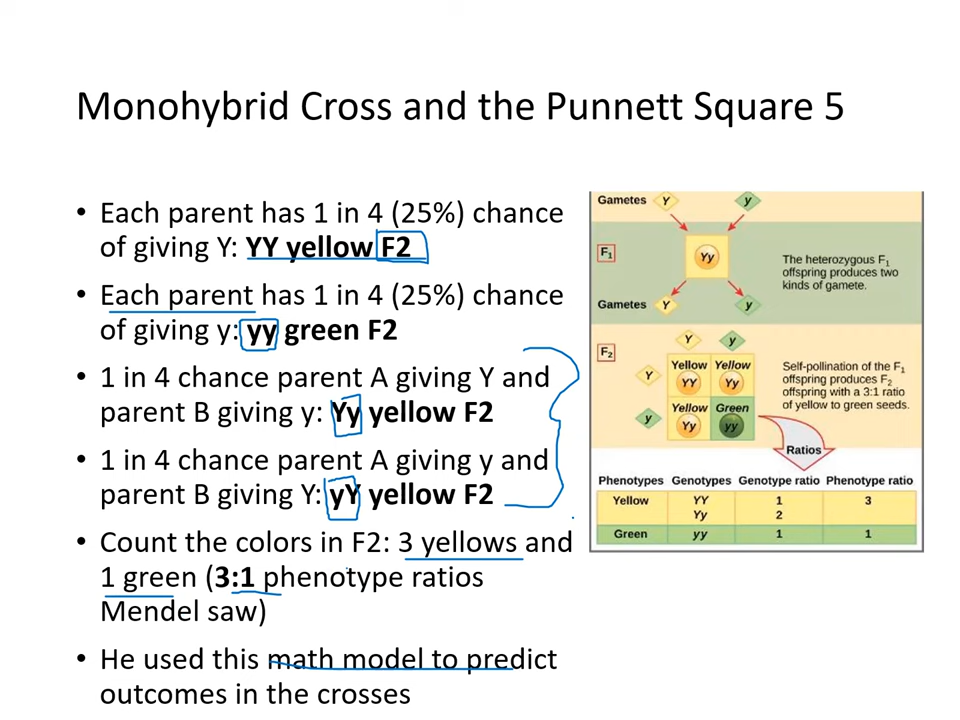 Monohybrid Cross and the Punnett Square 5
• Each parent has 1 in 4 (25%) chance
of giving Y: YY yellow F2
• Each parent has 1 in 4 (25%) chance
of giving y: yy green F2
• 1 in 4 chance parent A giving Y and
parent B giving y: Yy yellow F2
• 1 in 4 chance parent A giving y and
parent B giving Y: yY yellow F2
• Count the colors in F2: 3 yellows and
1 green (3:1 phenotype ratios
Mendel saw)
• He used this math model to predict
outcomes in the crosses
Gametes Y y
F1
Yy
The heterozygous F1
offspring produces two
kinds of gamete.
Gametes Y y
F2
Y y
Y
Yellow Yellow
YY Yy
y
Yellow Green
Yy yy
Self-pollination of the F1
offspring produces F2
offspring with a 3:1 ratio
of yellow to green seeds.
Ratios
Phenotypes Genotypes Genotype ratio Phenotype ratio
Yellow YY 1 3
Yy 2
Green yy 1 1